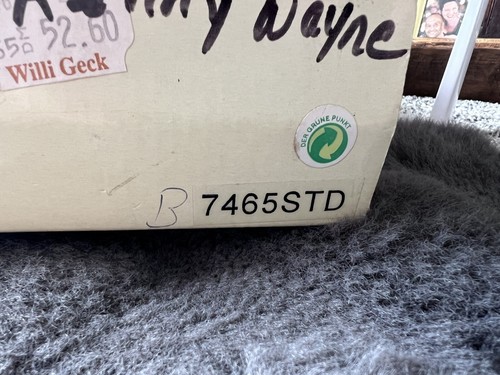 Wayne
52.60
Willi Geck
DER GRÜNE PUNKT
B 7465STD